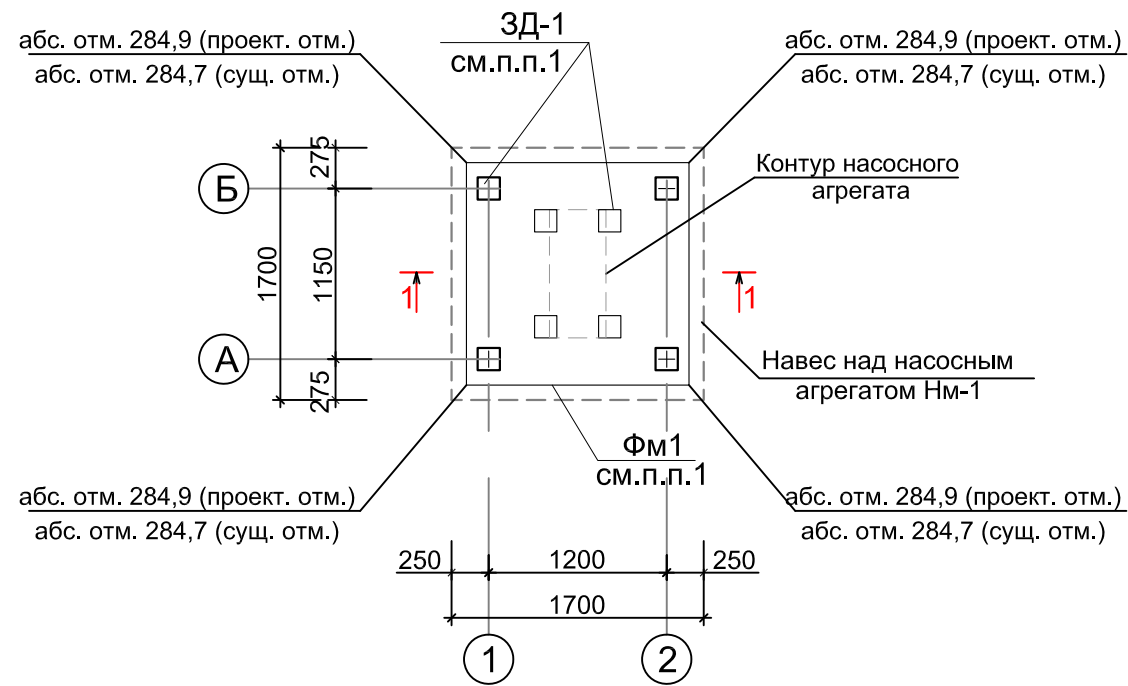 ЗД-1
см.п.п.1
абс. отм. 284,9 (проект. отм.)
абс. отм. 284,7 (сущ. отм.)
абс. отм. 284,9 (проект. отм.)
абс. отм. 284,7 (сущ. отм.)
275
Б
Контур насосного
агрегата
1700
1150
1
1
А
Навес над насосным
агрегатом Нм-1
275
Фм1
см.п.п.1
абс. отм. 284,9 (проект. отм.)
абс. отм. 284,7 (сущ. отм.)
абс. отм. 284,9 (проект. отм.)
абс. отм. 284,7 (сущ. отм.)
250
1200
250
1700
1
2